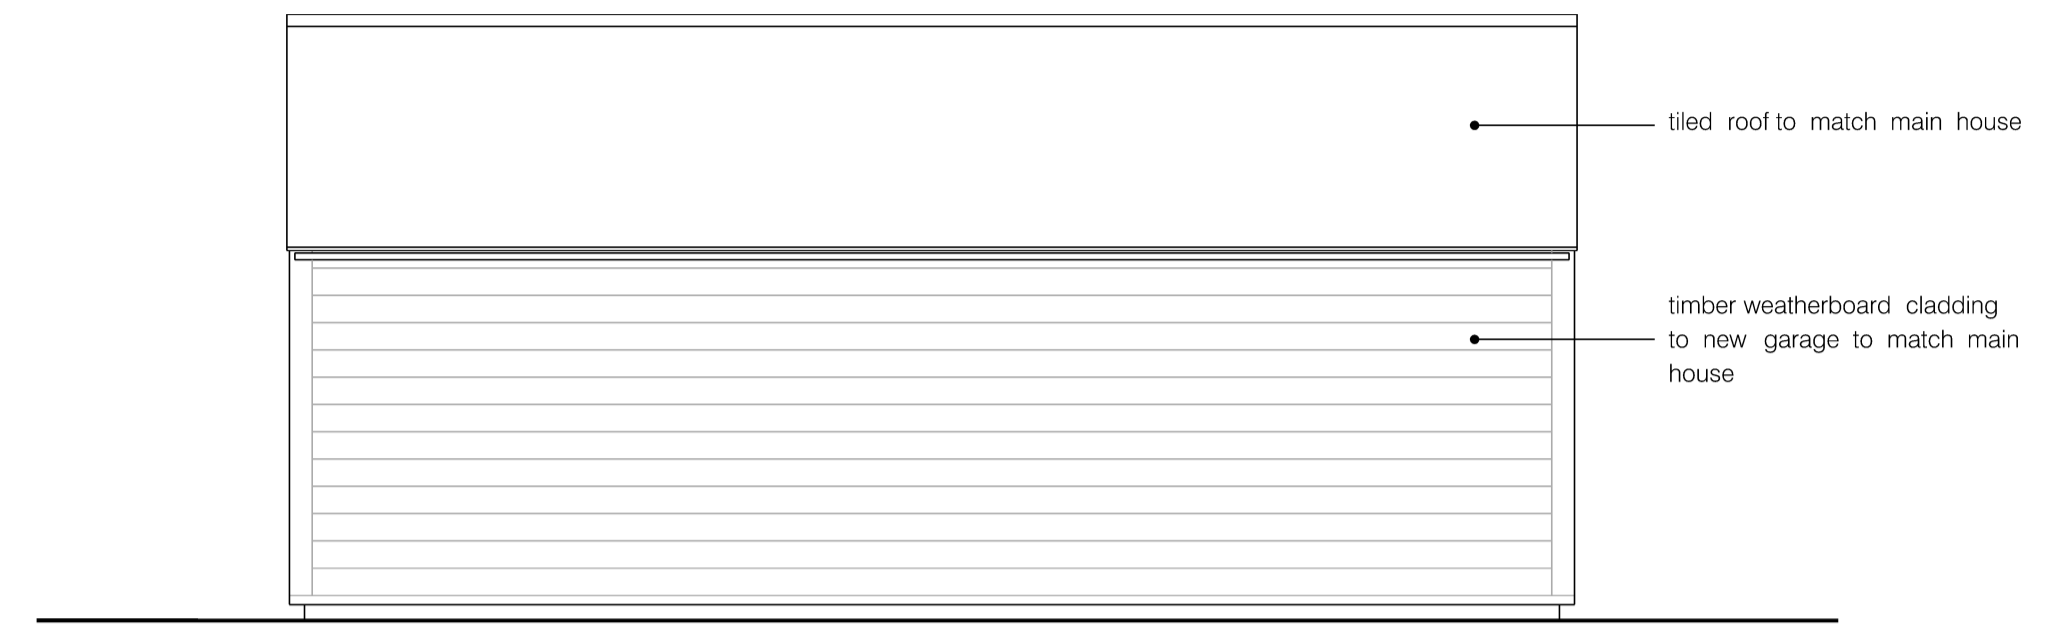 tiled roof to match main house
timber weatherboard cladding
to new garage to match main
house